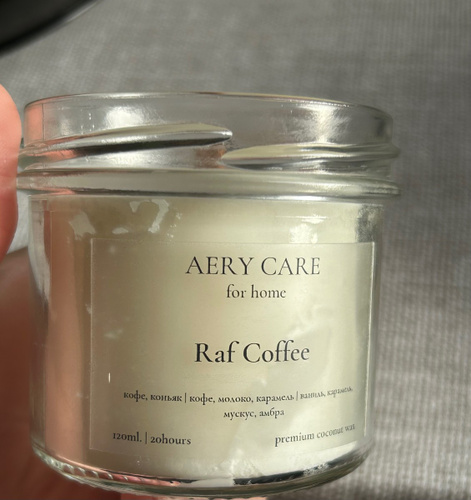 AERY CARE
for home
Raf Coffee
кофе, коньяк | кофе, молоко, карамель | ваниль, карамель,
мускус, амбра
120ml. | 20hours
premium coconut wax